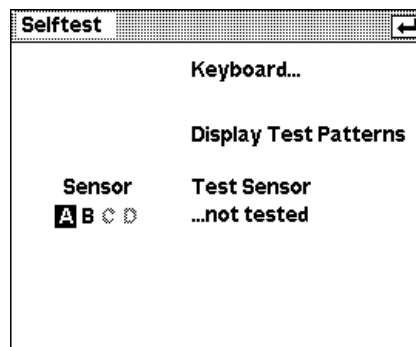 Selftest
Keyboard...
Display Test Patterns
Sensor Test Sensor
A B C D ...not tested